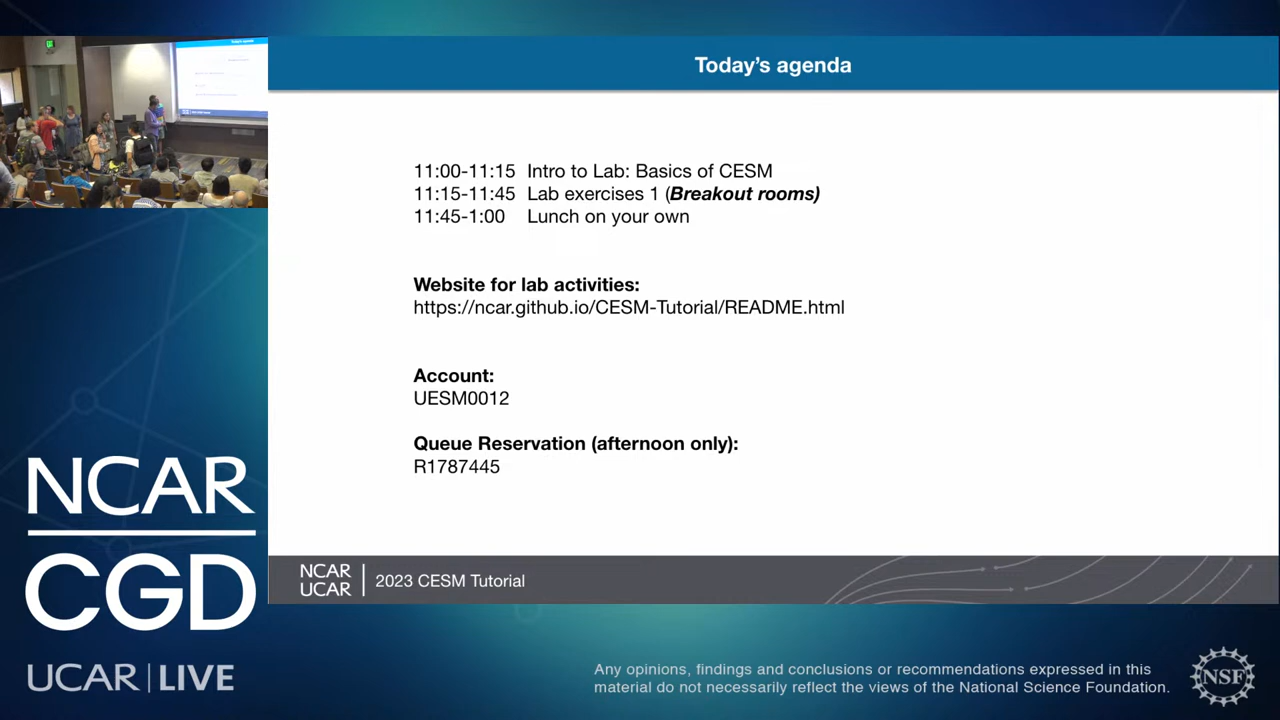 Today's agenda
11:00-11:15 Intro to Lab: Basics of CESM
11:15-11:45 Lab exercises 1 (Breakout rooms)
11:45-1:00 Lunch on your own
Website for lab activities:
https://ncar.github.io/CESM-Tutorial/README.html
Account:
UESM0012
Queue Reservation (afternoon only):
R1787445
NCAR
UCAR
2023 CESM Tutorial
NCAR
CGD
UCAR | LIVE
Any opinions, findings and conclusions or recommendations expressed in this
material do not necessarily reflect the views of the National Science Foundation.
NSF